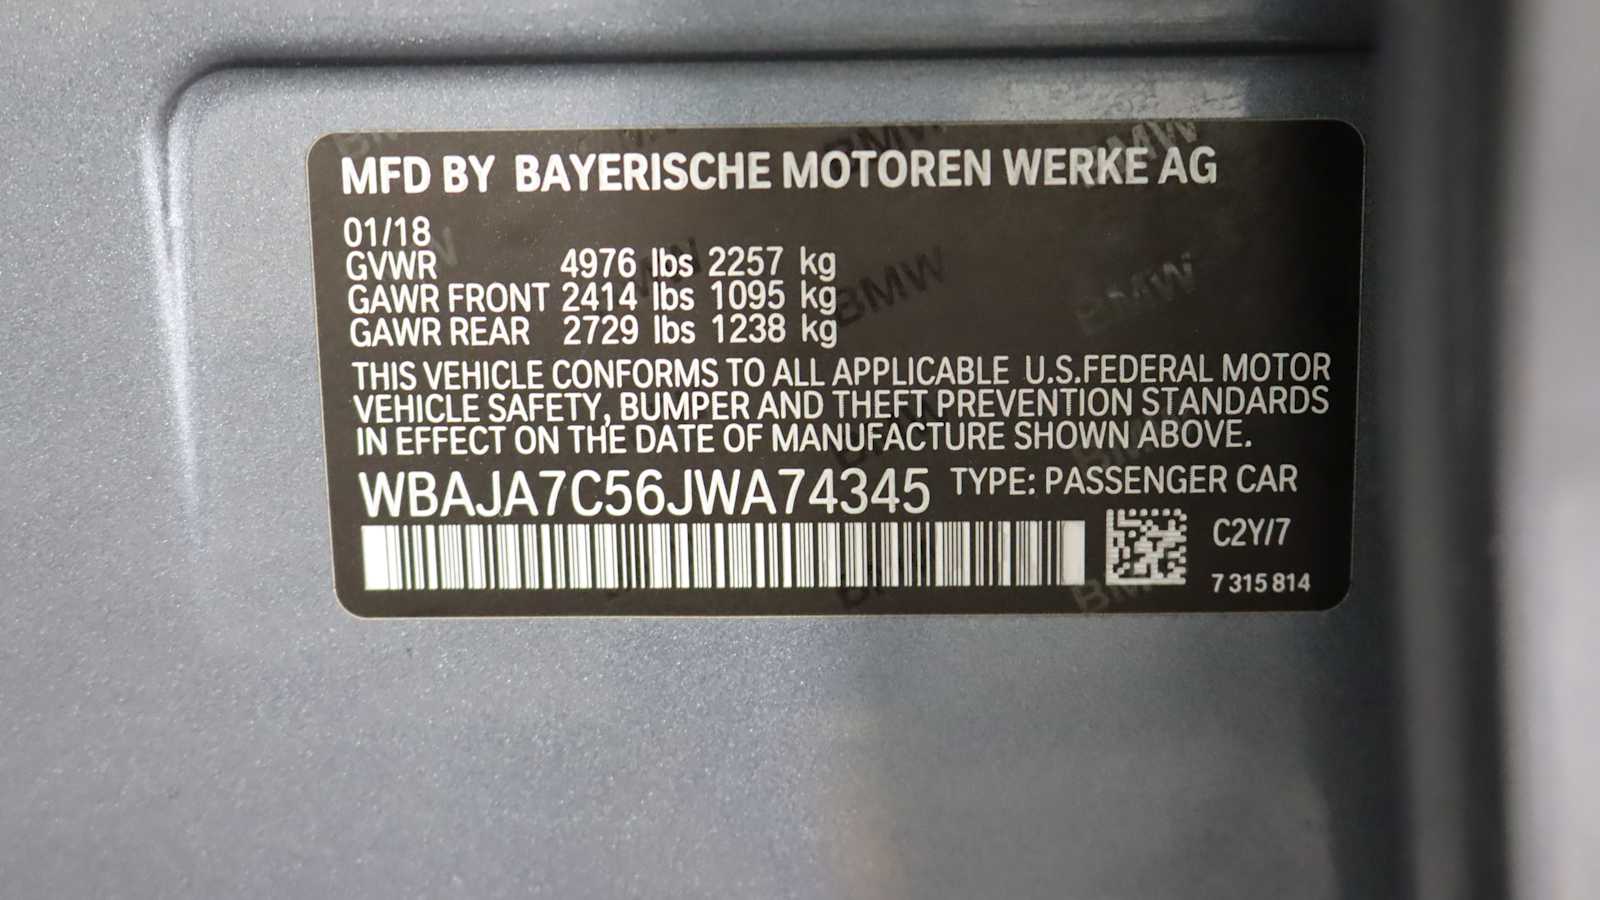 MFD BY BAYERISCHE MOTOREN WERKE AG
01/18
GVWR 4976 lbs 2257 kg
GAWR FRONT 2414 lbs 1095 kg
GAWR REAR 2729 lbs 1238 kg
THIS VEHICLE CONFORMS TO ALL APPLICABLE U.S.FEDERAL MOTOR
VEHICLE SAFETY, BUMPER AND THEFT PREVENTION STANDARDS
IN EFFECT ON THE DATE OF MANUFACTURE SHOWN ABOVE.
WBAJA7C56JWA74345 TYPE: PASSENGER CAR
C2Y/7
7 315 814